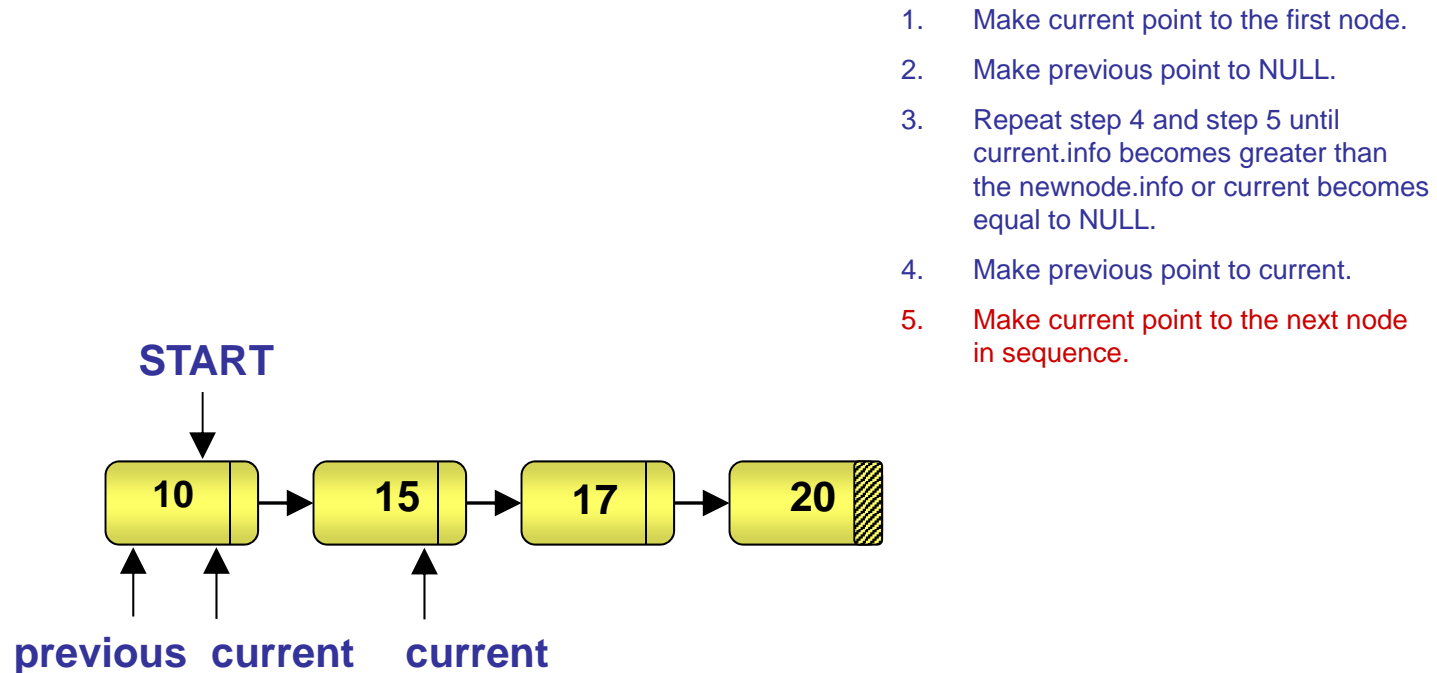 1. Make current point to the first node.
2. Make previous point to NULL.
3. Repeat step 4 and step 5 until
current.info becomes greater than
the newnode.info or current becomes
equal to NULL.
4. Make previous point to current.
5. Make current point to the next node
in sequence.
START
10 15 17 20
previous current current